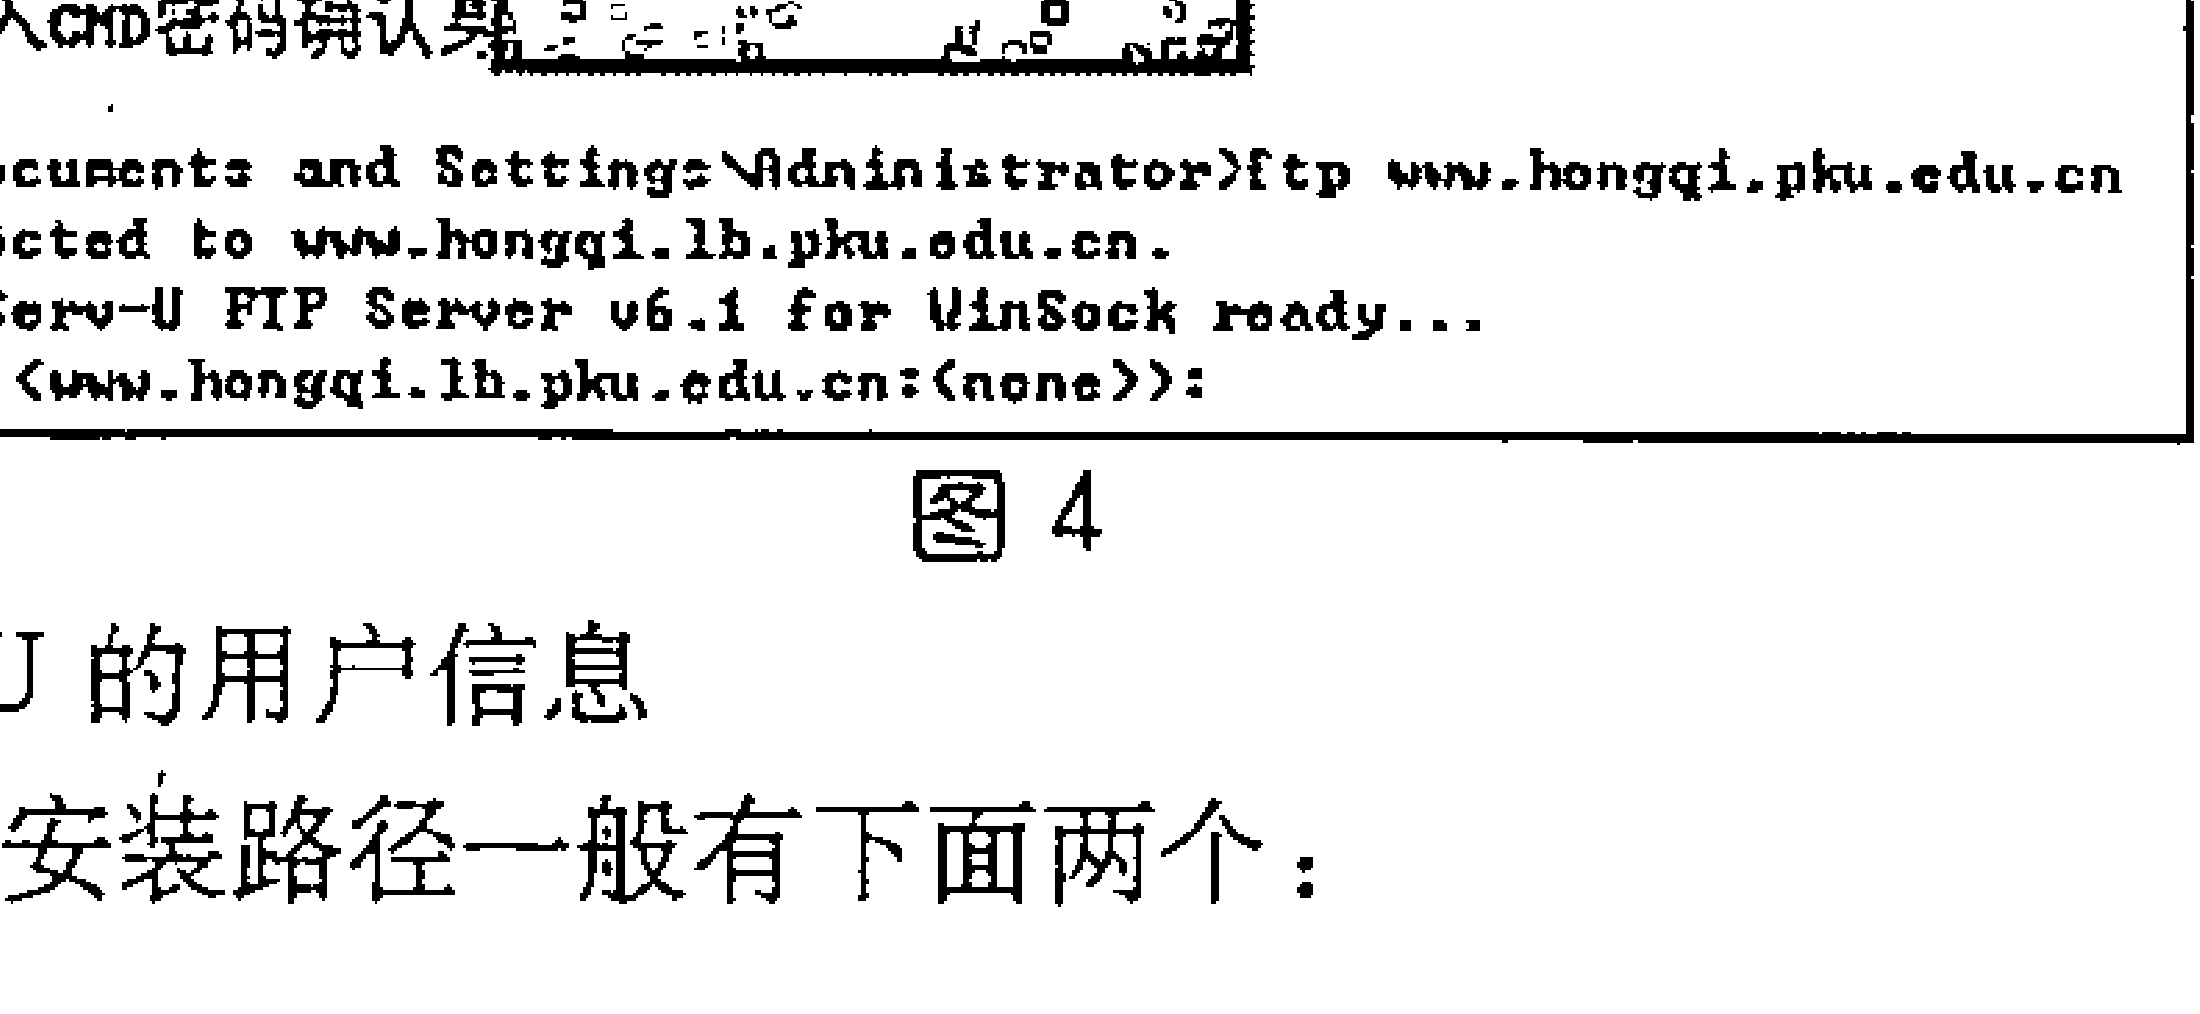 入CMD密码确认身
ocuments and Settings\Administrator>ftp www.hongqi.pku.edu.cn
ected to www.hongqi.lb.pku.edu.cn.
Serv-U FTP Server v6.1 for WinSock ready...
(www.hongqi.lb.pku.edu.cn:(none)):
图 4
U 的用户信息
安装路径一般有下面两个：